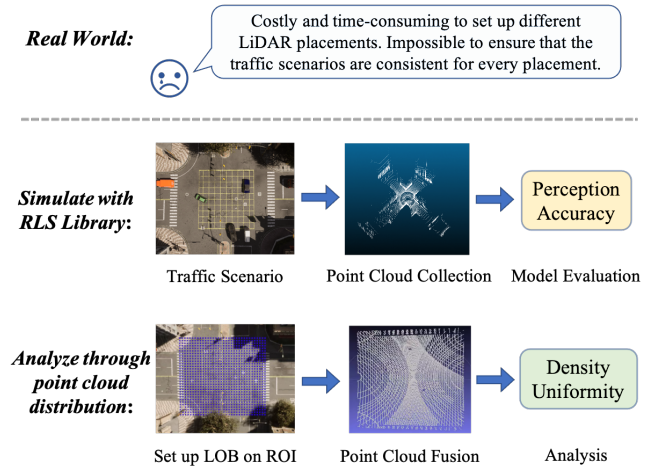 Real World:
Costly and time-consuming to set up different
LiDAR placements. Impossible to ensure that the
traffic scenarios are consistent for every placement.
Simulate with
RLS Library:
Perception
Accuracy
Traffic Scenario
Point Cloud Collection
Model Evaluation
Analyze through
point cloud
distribution:
Density
Uniformity
Set up LOB on ROI
Point Cloud Fusion
Analysis